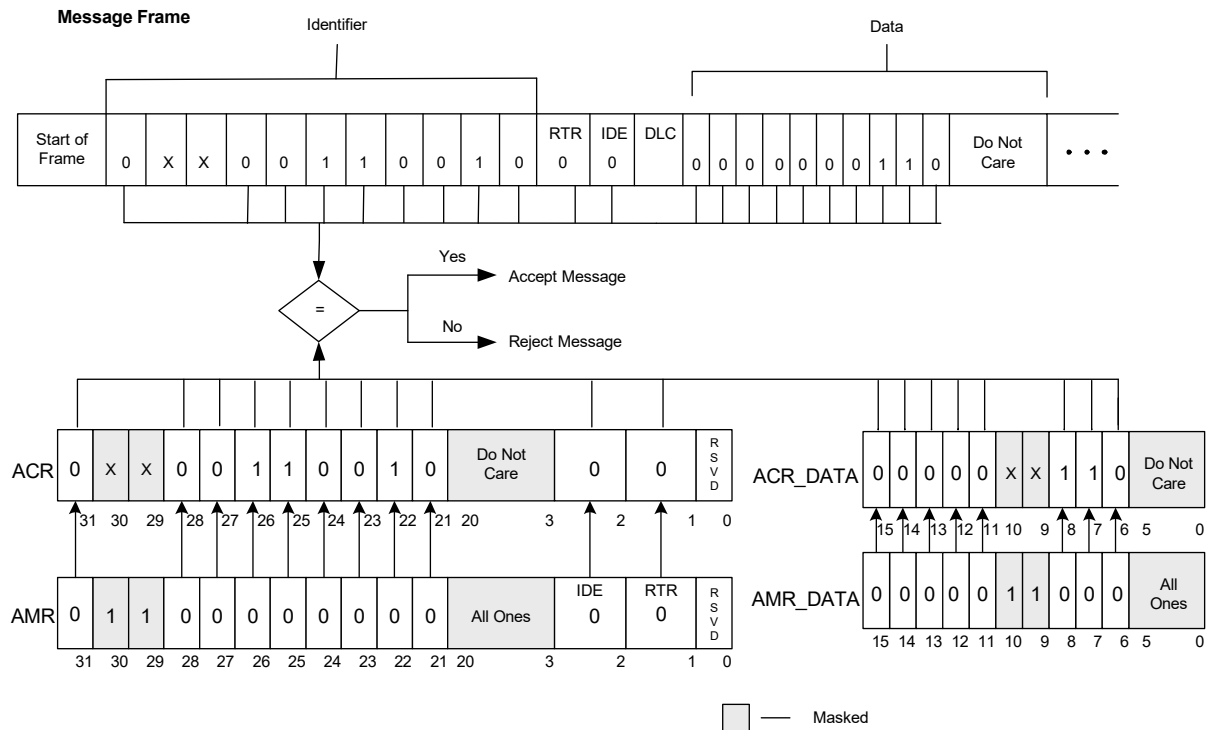 Message Frame
Identifier
Data
Start of Frame
0 X X 0 0 1 1 0 0 1 0
RTR 0
IDE 0
DLC
0 0 0 0 0 0 0 1 1 0
Do Not Care
• • •
=
Yes
Accept Message
No
Reject Message
ACR
0 X X 0 0 1 1 0 0 1 0
Do Not Care
0 0
RSVD
31 30 29 28 27 26 25 24 23 22 21 20 3 2 1 0
AMR
0 1 1 0 0 0 0 0 0 0 0
All Ones
IDE 0
RTR 0
RSVD
31 30 29 28 27 26 25 24 23 22 21 20 3 2 1 0
ACR_DATA
0 0 0 0 0 X X 1 1 0
Do Not Care
15 14 13 12 11 10 9 8 7 6 5 0
AMR_DATA
0 0 0 0 0 1 1 0 0 0
All Ones
15 14 13 12 11 10 9 8 7 6 5 0
Masked